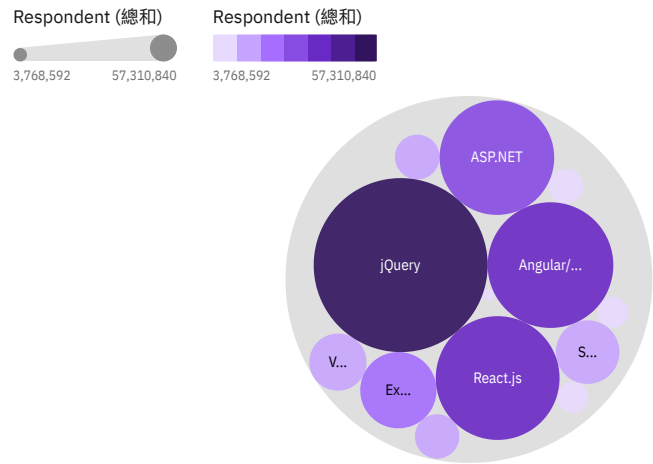 Respondent (總和)
3,768,592 57,310,840
Respondent (總和)
3,768,592 57,310,840
ASP.NET
jQuery
Angular/...
S...
V...
React.js
Ex...